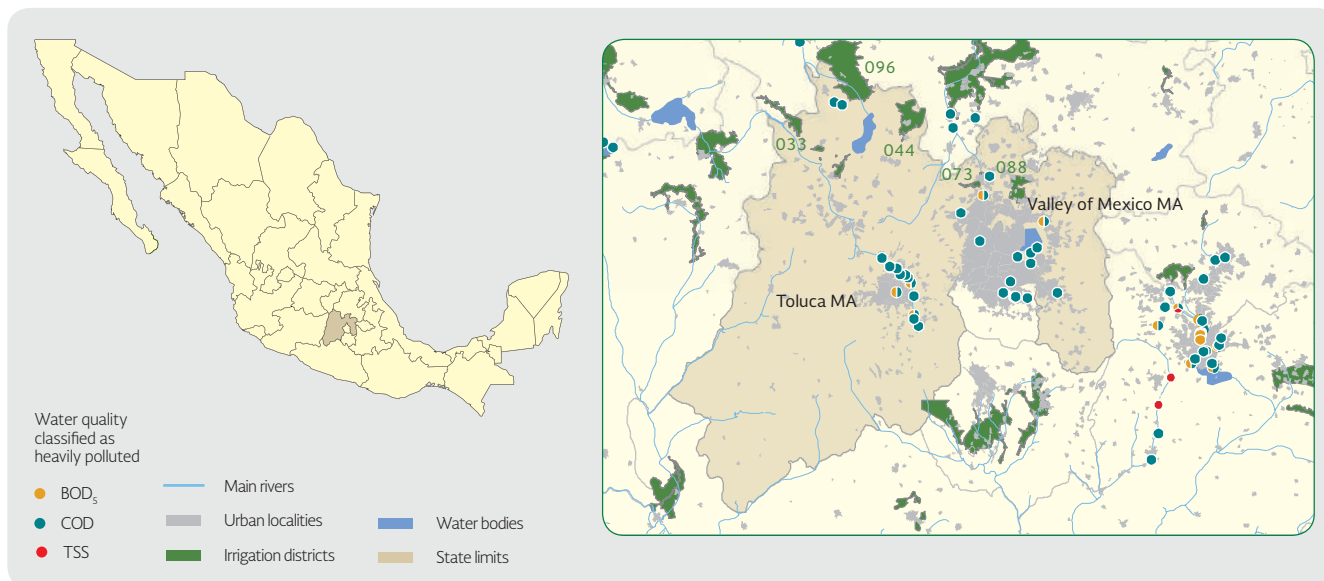 096
033
044
073
088
Valley of Mexico MA
Toluca MA
Water quality
classified as
heavily polluted
BOD₅
COD
TSS
Main rivers
Urban localities
Irrigation districts
Water bodies
State limits